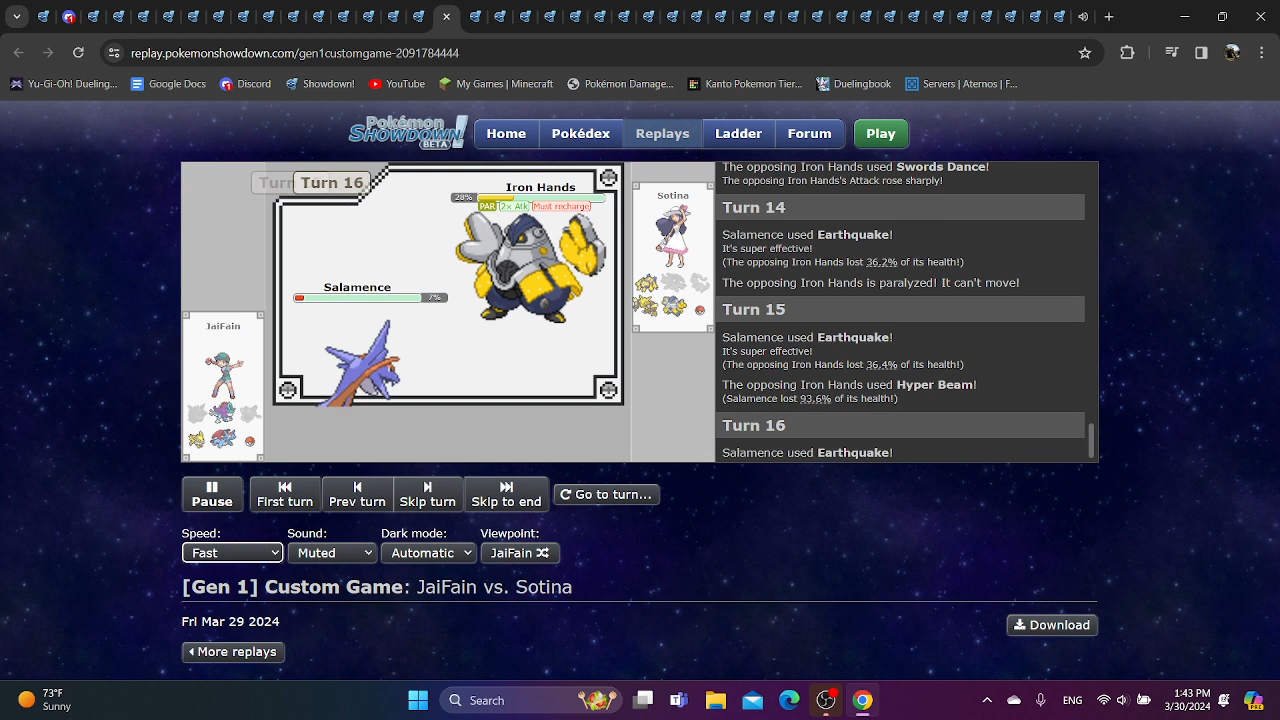 replay.pokemonshowdown.com/gen1customgame-2091784444
Yu-Gi-Oh! Dueling...
Google Docs
Discord
Showdown!
YouTube
My Games | Minecraft
Pokémon Damage...
Kanto Pokemon Tier...
Duelingbook
Servers | Aternos | F...
Pokémon
SHOWDOWN!
BETA
Home
Pokédex
Replays
Ladder
Forum
Play
Turn
Turn 16
Iron Hands
28%
PAR 2× Atk Must recharge
Salamence
7%
JaiFain
Sotina
The opposing Iron Hands used Swords Dance!
The opposing Iron Hands's Attack rose sharply!
Turn 14
Salamence used Earthquake!
It's super effective!
(The opposing Iron Hands lost 36.2% of its health!)
The opposing Iron Hands is paralyzed! It can't move!
Turn 15
Salamence used Earthquake!
It's super effective!
(The opposing Iron Hands lost 36.4% of its health!)
The opposing Iron Hands used Hyper Beam!
(Salamence lost 93.6% of its health!)
Turn 16
Salamence used Earthquake!
Pause
First turn
Prev turn
Skip turn
Skip to end
Go to turn...
Speed:
Sound:
Dark mode:
Viewpoint:
Fast
Muted
Automatic
JaiFain
[Gen 1] Custom Game: JaiFain vs. Sotina
Fri Mar 29 2024
Download
More replays
73°F
Sunny
Search
ENG
1:43 PM
3/30/2024
PRE